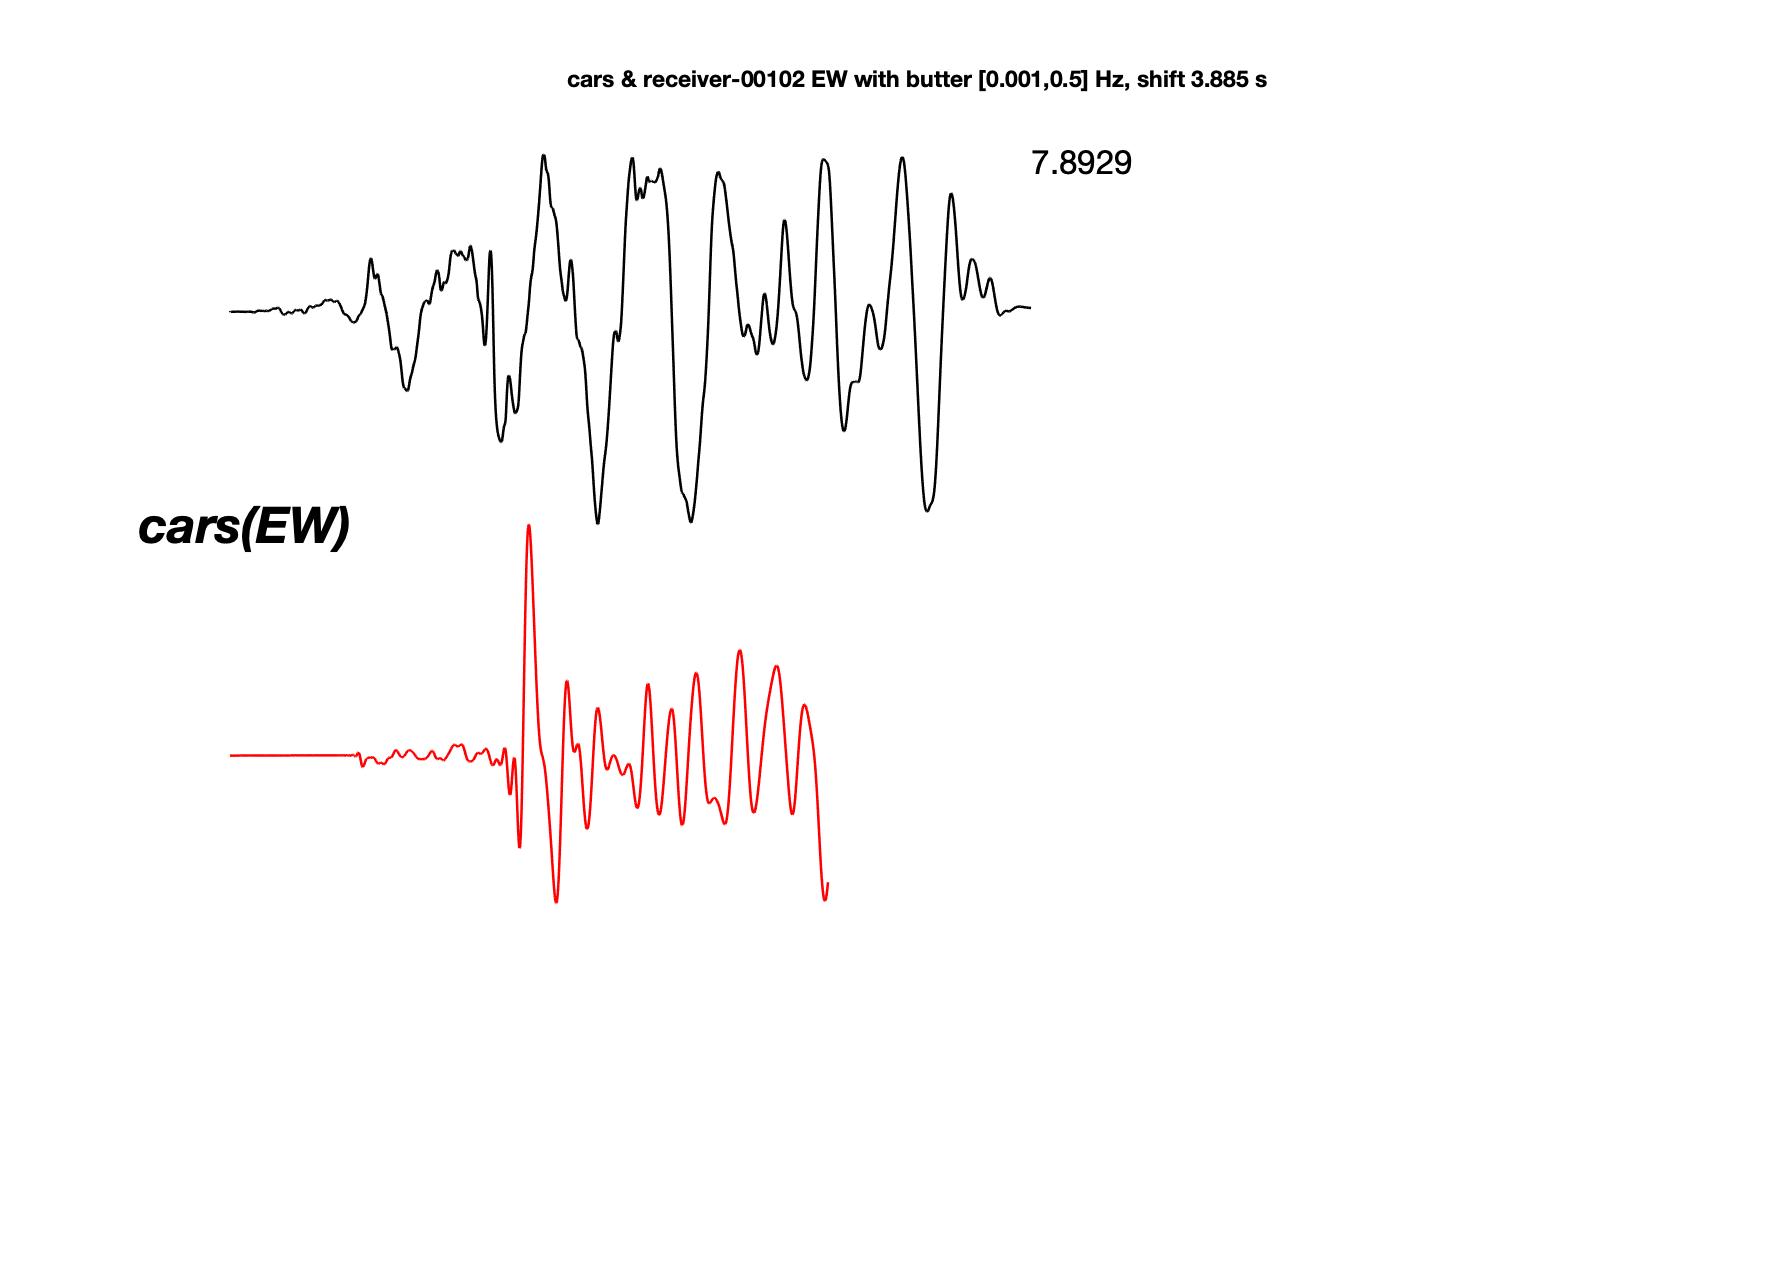 cars & receiver-00102 EW with butter [0.001,0.5] Hz, shift 3.885 s
7.8929
cars(EW)